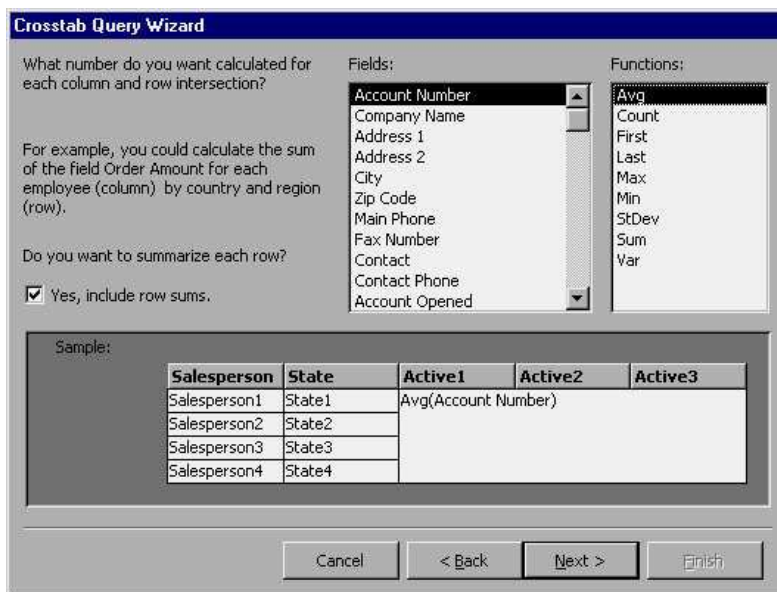 Crosstab Query Wizard
What number do you want calculated for
each column and row intersection?
For example, you could calculate the sum
of the field Order Amount for each
employee (column)  by country and region
(row).
Do you want to summarize each row?
Yes, include row sums.
Fields:
Account Number
Company Name
Address 1
Address 2
City
Zip Code
Main Phone
Fax Number
Contact
Contact Phone
Account Opened
Functions:
Avg
Count
First
Last
Max
Min
StDev
Sum
Var
Sample:
Salesperson State Active1 Active2 Active3
Salesperson1 State1 Avg(Account Number)
Salesperson2 State2
Salesperson3 State3
Salesperson4 State4
Cancel < Back Next > Finish